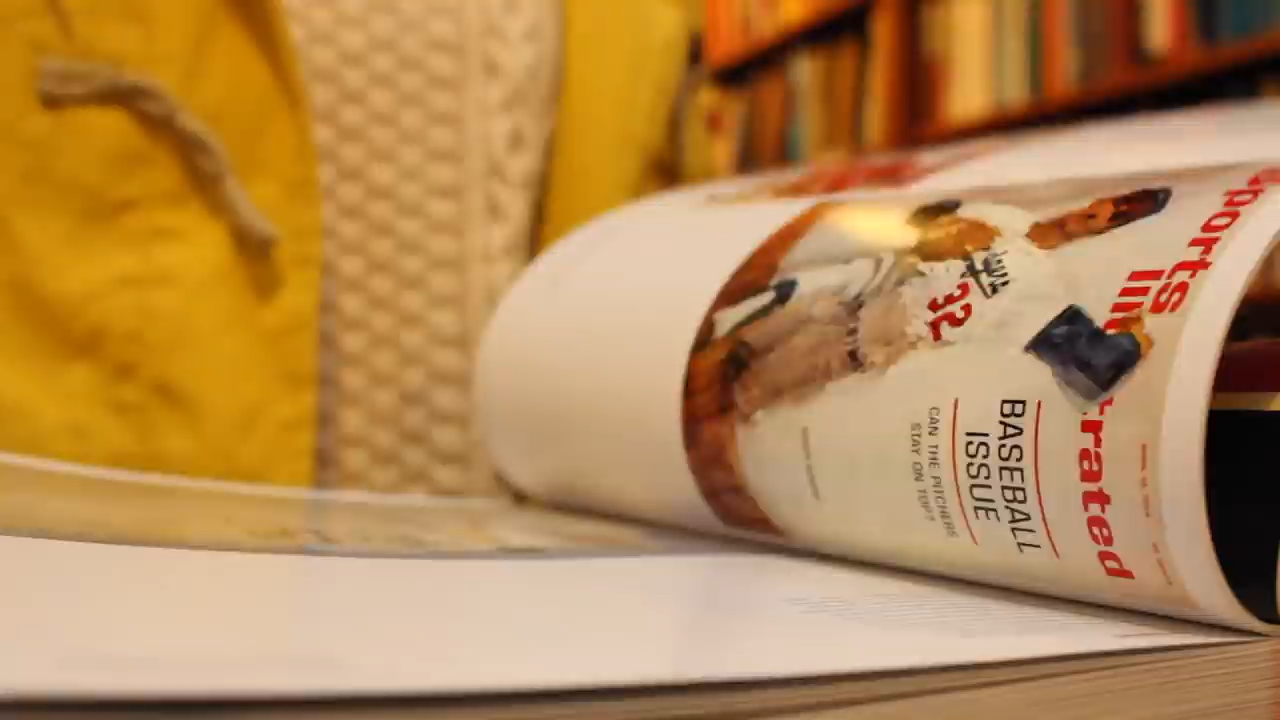 Sports
Illustrated
BASEBALL
ISSUE
CAN THE PITCHERS
STAY ON TOP?
32